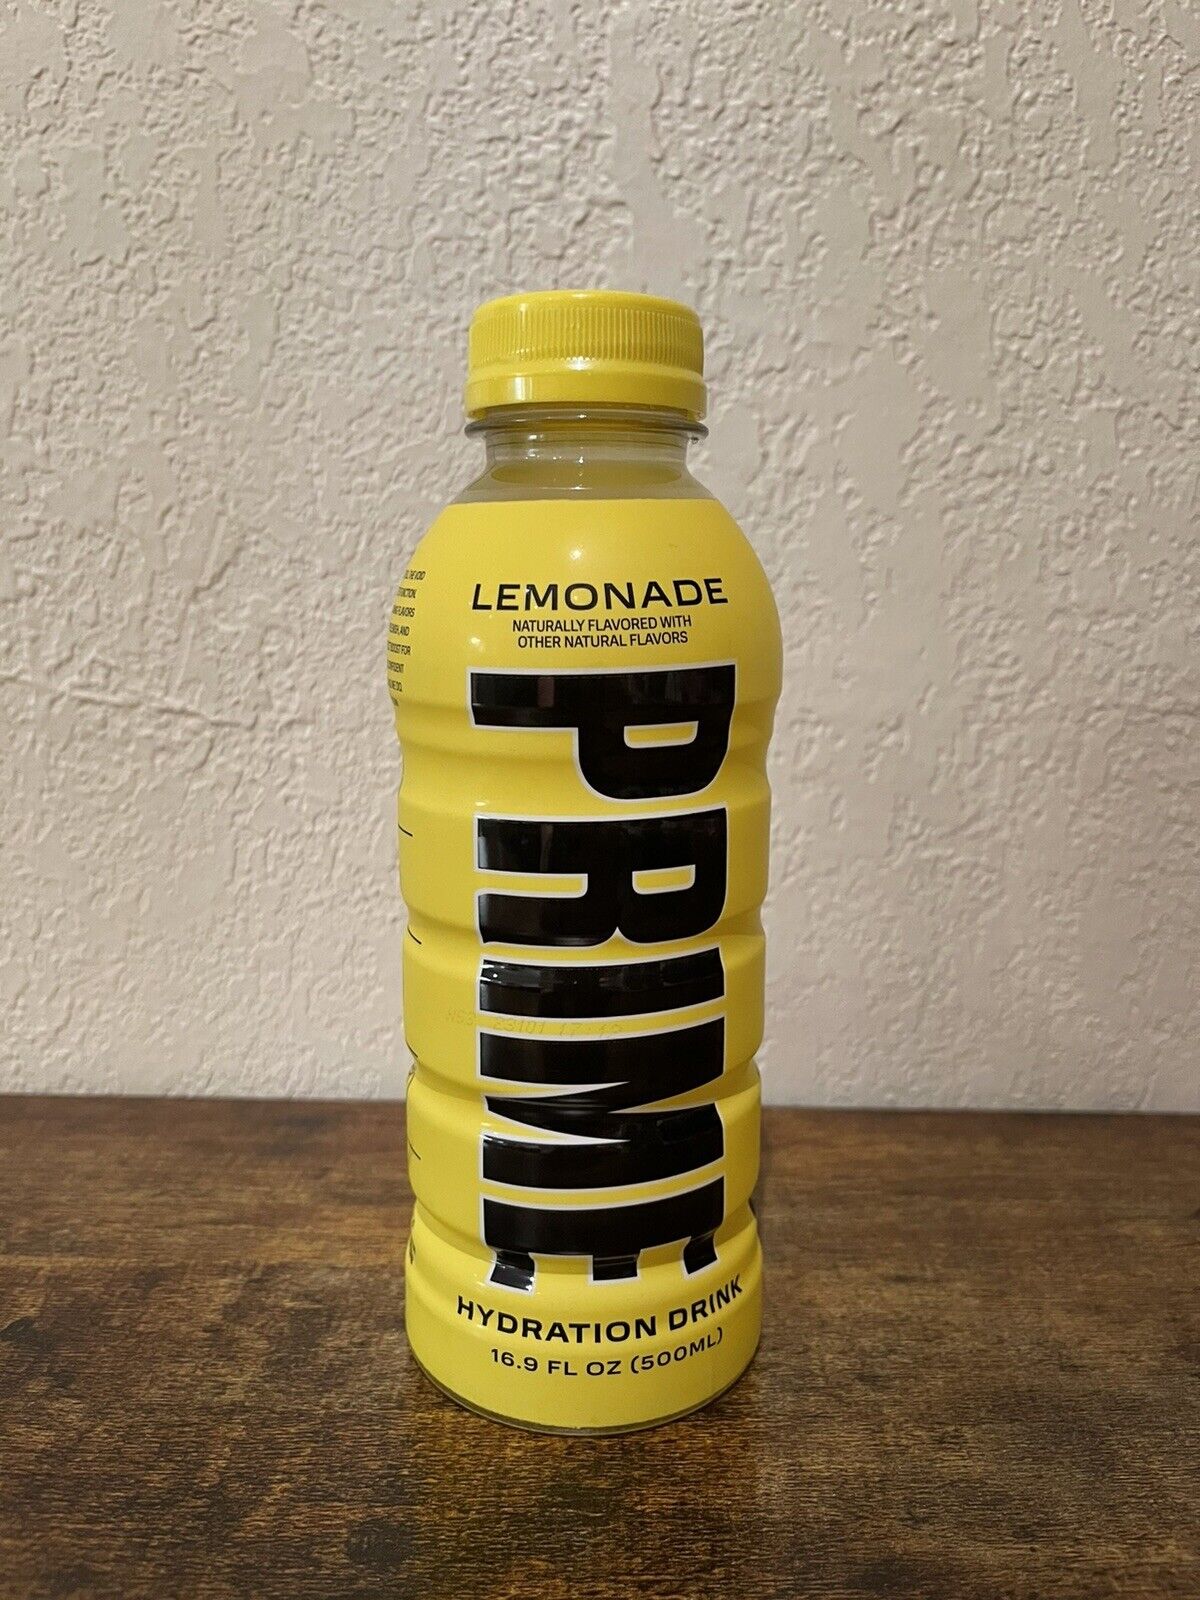 LEMONADE
NATURALLY FLAVORED WITH
OTHER NATURAL FLAVORS
PRIME
HYDRATION DRINK
16.9 FL OZ (500ML)